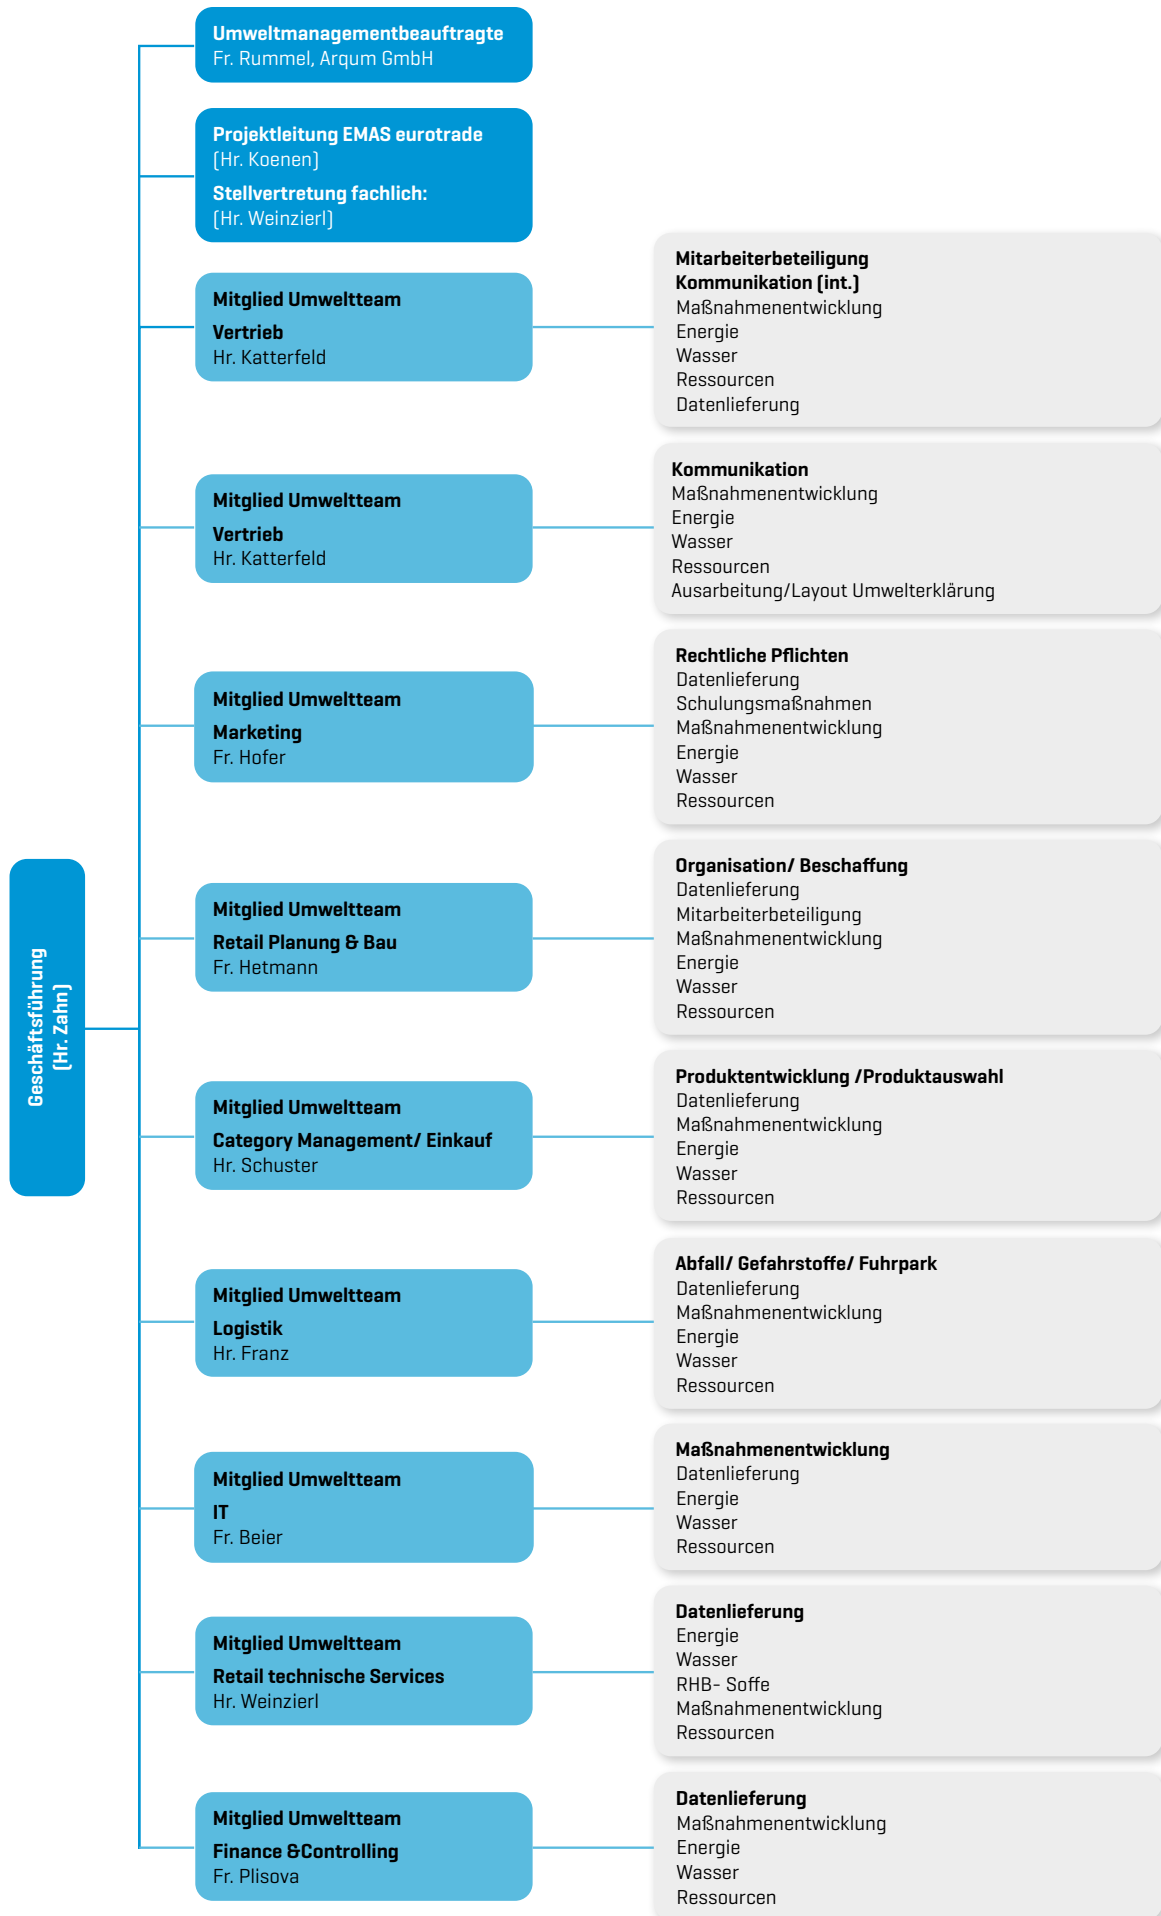 Umweltmanagementbeauftragte
Fr. Rummel, Arqum GmbH
Projektleitung EMAS eurotrade
(Hr. Koenen)
Stellvertretung fachlich:
(Hr. Weinzierl)
Mitglied Umweltteam
Vertrieb
Hr. Katterfeld
Mitarbeiterbeteiligung
Kommunikation (int.)
Maßnahmenentwicklung
Energie
Wasser
Ressourcen
Datenlieferung
Mitglied Umweltteam
Vertrieb
Hr. Katterfeld
Kommunikation
Maßnahmenentwicklung
Energie
Wasser
Ressourcen
Ausarbeitung/Layout Umwelterklärung
Mitglied Umweltteam
Marketing
Fr. Hofer
Rechtliche Pflichten
Datenlieferung
Schulungsmaßnahmen
Maßnahmenentwicklung
Energie
Wasser
Ressourcen
Geschäftsführung
(Hr. Zahn)
Mitglied Umweltteam
Retail Planung & Bau
Fr. Hetmann
Organisation/ Beschaffung
Datenlieferung
Mitarbeiterbeteiligung
Maßnahmenentwicklung
Energie
Wasser
Ressourcen
Mitglied Umweltteam
Category Management/ Einkauf
Hr. Schuster
Produktentwicklung /Produktauswahl
Datenlieferung
Maßnahmenentwicklung
Energie
Wasser
Ressourcen
Mitglied Umweltteam
Logistik
Hr. Franz
Abfall/ Gefahrstoffe/ Fuhrpark
Datenlieferung
Maßnahmenentwicklung
Energie
Wasser
Ressourcen
Mitglied Umweltteam
IT
Fr. Beier
Maßnahmenentwicklung
Datenlieferung
Energie
Wasser
Ressourcen
Mitglied Umweltteam
Retail technische Services
Hr. Weinzierl
Datenlieferung
Energie
Wasser
RHB- Soffe
Maßnahmenentwicklung
Ressourcen
Mitglied Umweltteam
Finance &Controlling
Fr. Plisova
Datenlieferung
Maßnahmenentwicklung
Energie
Wasser
Ressourcen